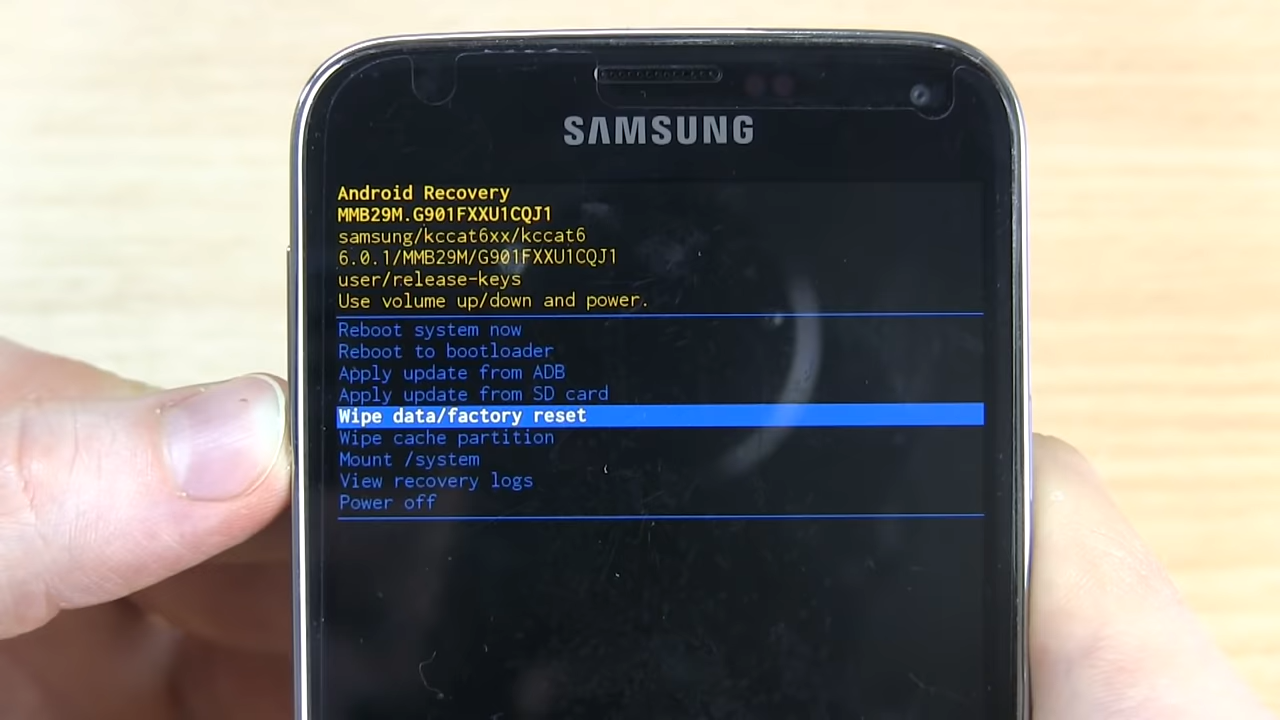 SAMSUNG
Android Recovery
MMB29M.G901FXXU1CQJ1
samsung/kccat6xx/kccat6
6.0.1/MMB29M/G901FXXU1CQJ1
user/release-keys
Use volume up/down and power.
Reboot system now
Reboot to bootloader
Apply update from ADB
Apply update from SD card
Wipe data/factory reset
Wipe cache partition
Mount /system
View recovery logs
Power off